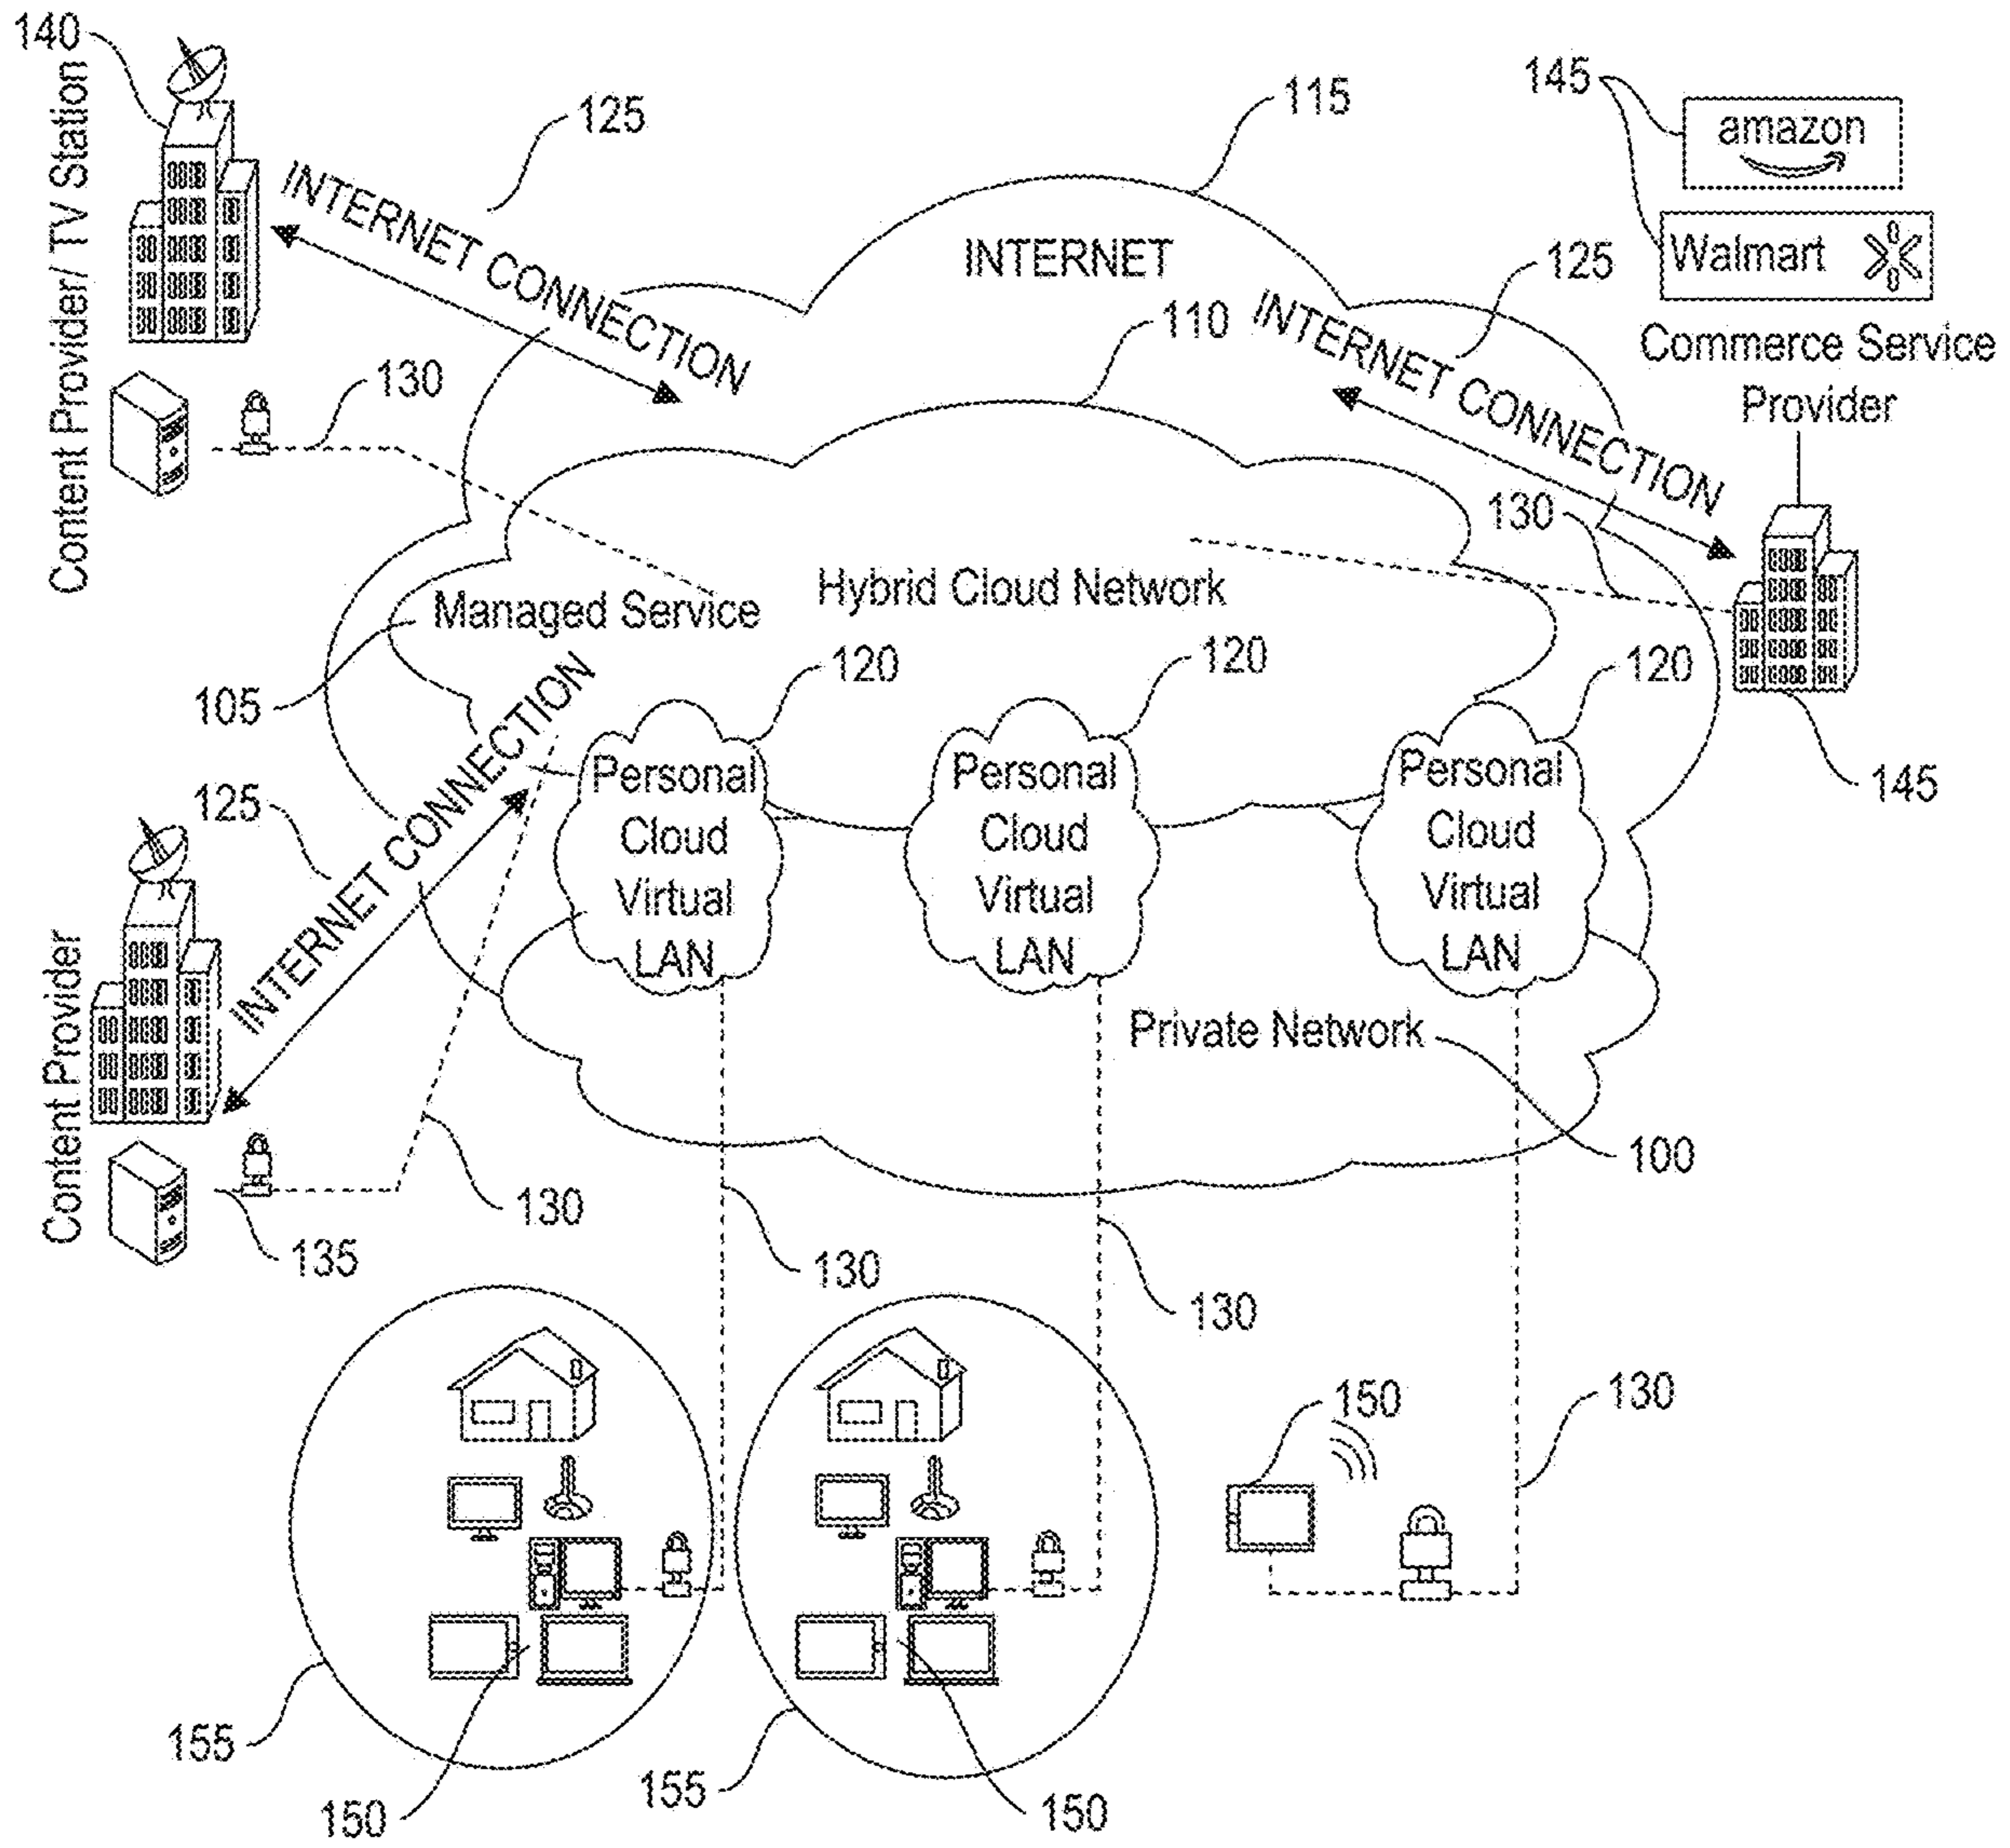 140
Content Provider/ TV Station
125
INTERNET CONNECTION
115
INTERNET
145
amazon
Walmart
Commerce Service
Provider
125
INTERNET CONNECTION
110
130
130
Hybrid Cloud Network
Managed Service
105
120
120
120
145
Personal
Cloud
Virtual
LAN
Personal
Cloud
Virtual
LAN
Personal
Cloud
Virtual
LAN
125
INTERNET CONNECTION
Content Provider
Private Network
100
130
135
130
130
130
150
155
150
155
150